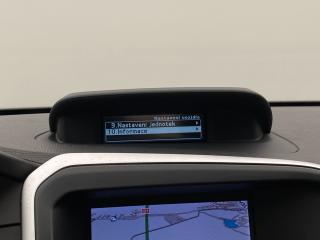 Nastavení vozidla
9.Nastavení jednotek
10.Informace